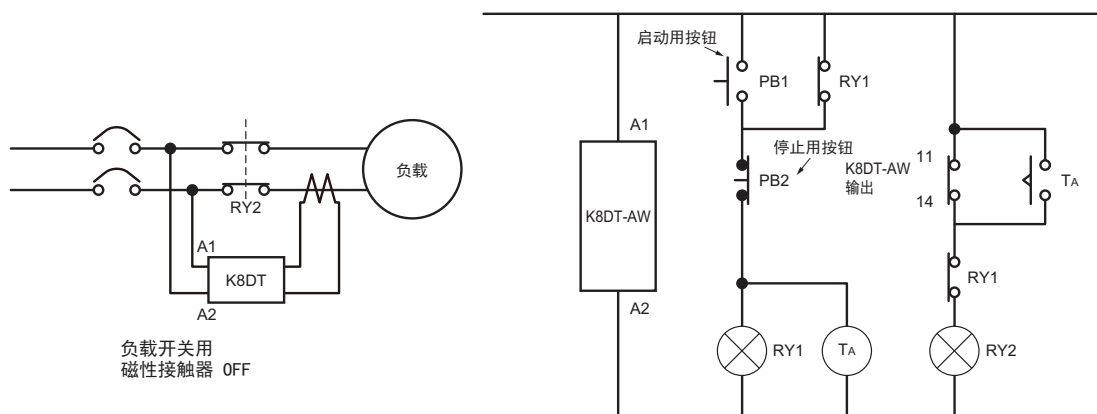 负载
RY2
A1
K8DT
A2
负载开关用
磁性接触器 OFF
启动用按钮
PB1
RY1
A1
停止用按钮
PB2
K8DT-AW
A2
RY1
TA
11
K8DT-AW
输出
14
TA
RY1
RY2